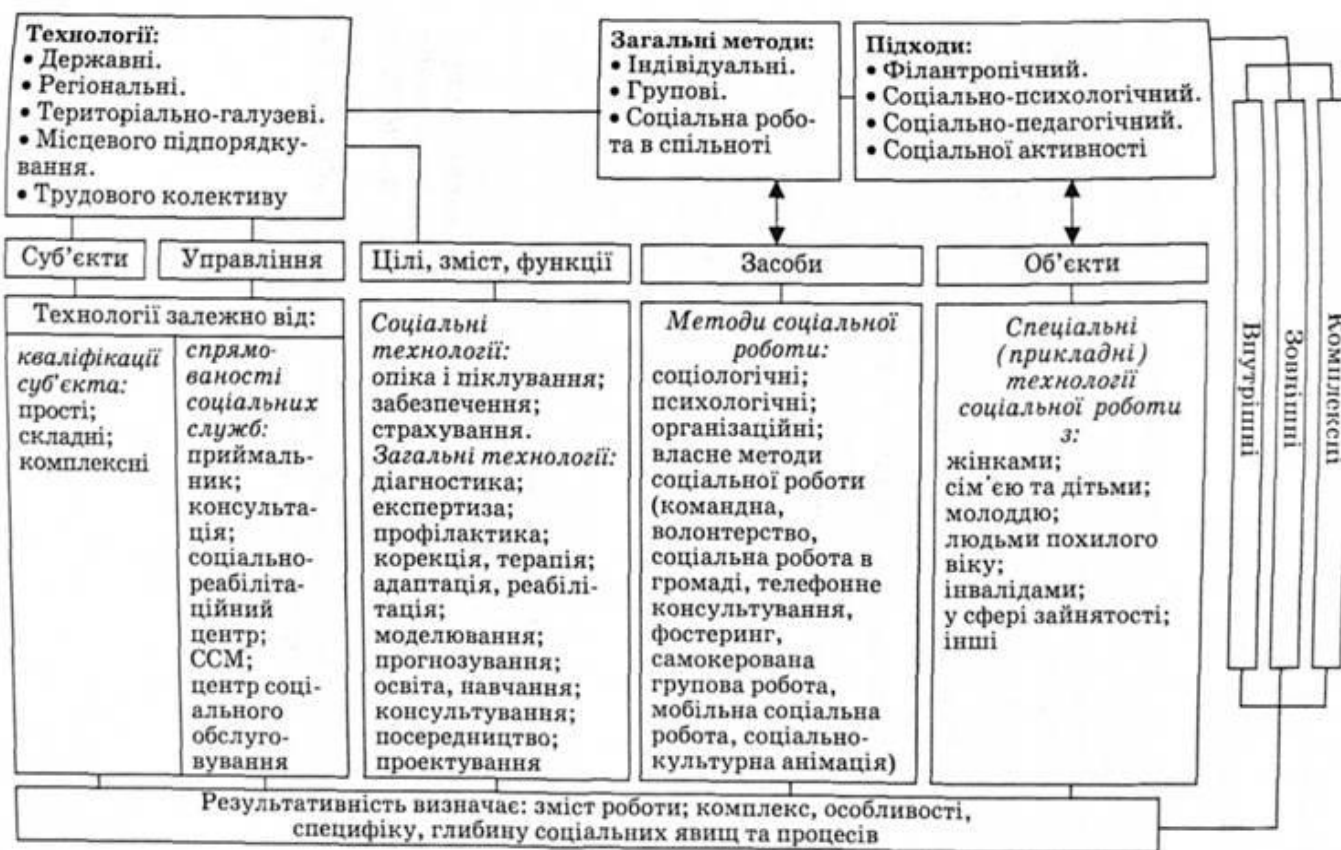 Технології:
• Державні.
• Регіональні.
• Територіально-галузеві.
• Місцевого підпорядку-
вання.
• Трудового колективу
Загальні методи:
• Індівідуальні.
• Групові.
• Соціальна робо-
та в спільноті
Підходи:
• Філантропічний.
• Соціально-психологічний.
• Соціально-педагогічний.
• Соціальної активності
Суб’єкти
Управління
Цілі, зміст, функції
Засоби
Об’єкти
Технології залежно від:
кваліфікації
суб’єкта:
прості;
складні;
комплексні
спрямо-
ваності
соціальних
служб:
приймаль-
ник;
консульта-
ція;
соціально-
реабіліта-
ційний
центр;
ССМ;
центр соці-
ального
обслуго-
вування
Соціальні
технології:
опіка і піклування;
забезпечення;
страхування.
Загальні технології:
діагностика;
експертиза;
профілактика;
корекція, терапія;
адаптація, реабілі-
тація;
моделювання;
прогнозування;
освіта, навчання;
консультування;
посередництво;
проектування
Методи соціальної
роботи:
соціологічні;
психологічні;
організаційні;
власне методи
соціальної роботи
(командна,
волонтерство,
соціальна робота в
громаді, телефонне
консультування,
фостеринг,
самокерована
групова робота,
мобільна соціальна
робота, соціально-
культурна анімація)
Спеціальні
(прикладні)
технології
соціальної роботи
з:
жінками;
сім’єю та дітьми;
молоддю;
людьми похилого
віку;
інвалідами;
у сфері зайнятості;
інші
Внутрішні
Зовнішні
Комплексні
Результативність визначає: зміст роботи; комплекс, особливості,
специфіку, глибину соціальних явищ та процесів